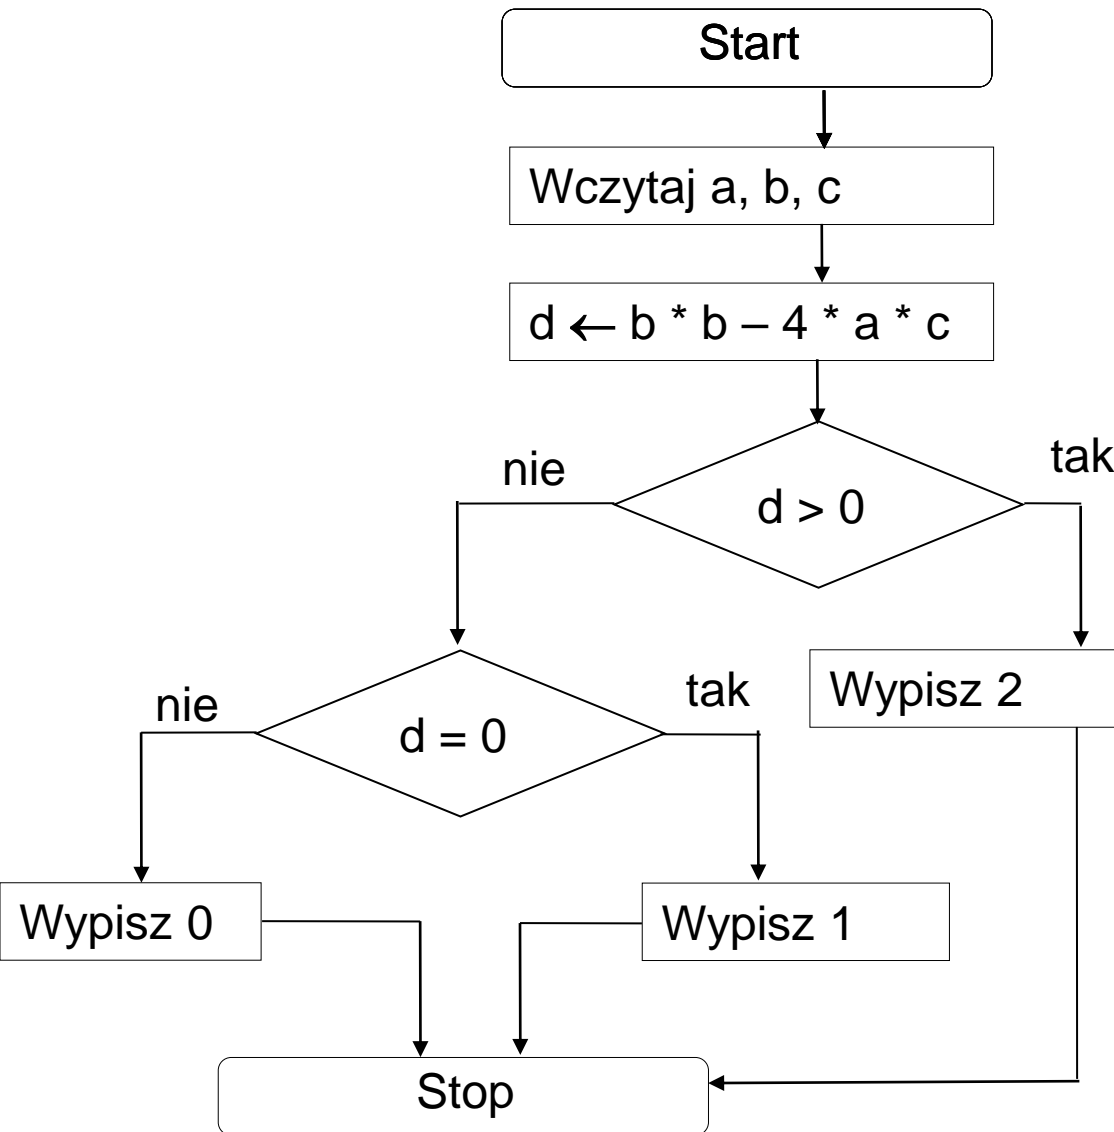 Start
Wczytaj a, b, c
d ← b * b – 4 * a * c
nie
tak
d > 0
nie
tak
Wypisz 2
d = 0
Wypisz 0
Wypisz 1
Stop